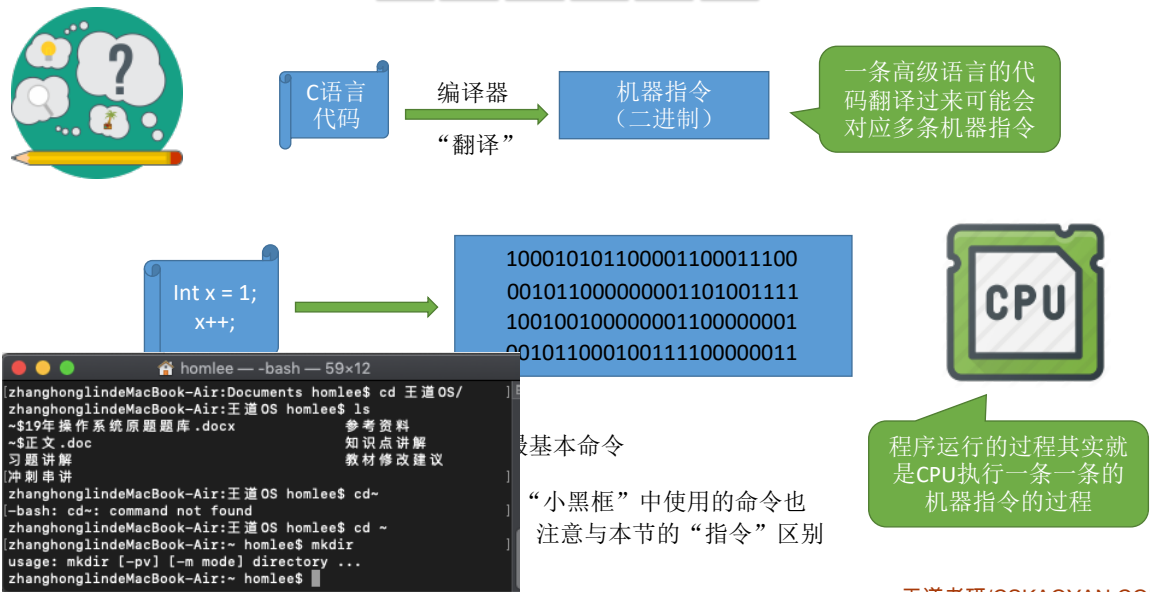 C语言
代码
编译器
“翻译”
机器指令
（二进制）
一条高级语言的代
码翻译过来可能会
对应多条机器指令
Int x = 1;
x++;
100010101100001100011100
001011000000001101001111
100100100000001100000001
001011000100111100000011
CPU
程序运行的过程其实就
是CPU执行一条一条的
机器指令的过程
基本命令
“小黑框”中使用的命令也
注意与本节的“指令”区别
homlee — -bash — 59×12
[zhanghonglindeMacBook-Air:Documents homlee$ cd 王道OS/ ]
zhanghonglindeMacBook-Air:王道OS homlee$ ls
~$19年操作系统原题题库.docx 参考资料
~$正文.doc 知识点讲解
习题讲解 教材修改建议
[冲刺串讲
zhanghonglindeMacBook-Air:王道OS homlee$ cd~
[-bash: cd~: command not found ]
zhanghonglindeMacBook-Air:王道OS homlee$ cd ~
[zhanghonglindeMacBook-Air:~ homlee$ mkdir ]
usage: mkdir [-pv] [-m mode] directory ...
zhanghonglindeMacBook-Air:~ homlee$